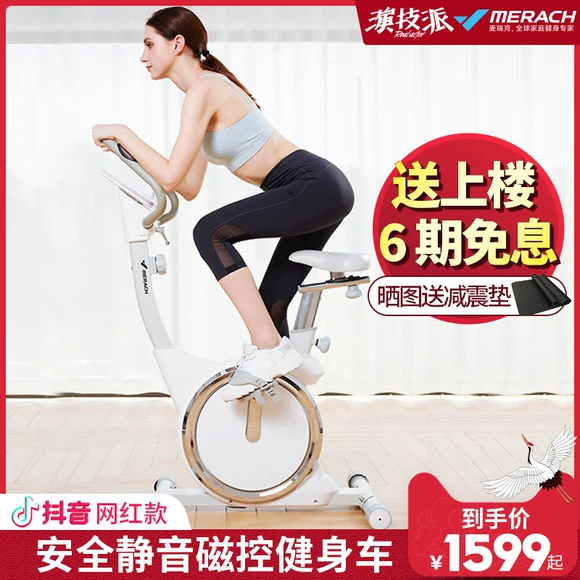 演技派
Real actor
MERACH
麦瑞克,全球家庭健身专家
送上楼
6期免息
晒图送减震垫
MERACH
抖音 网红款
到手价
¥1599起
安全静音磁控健身车